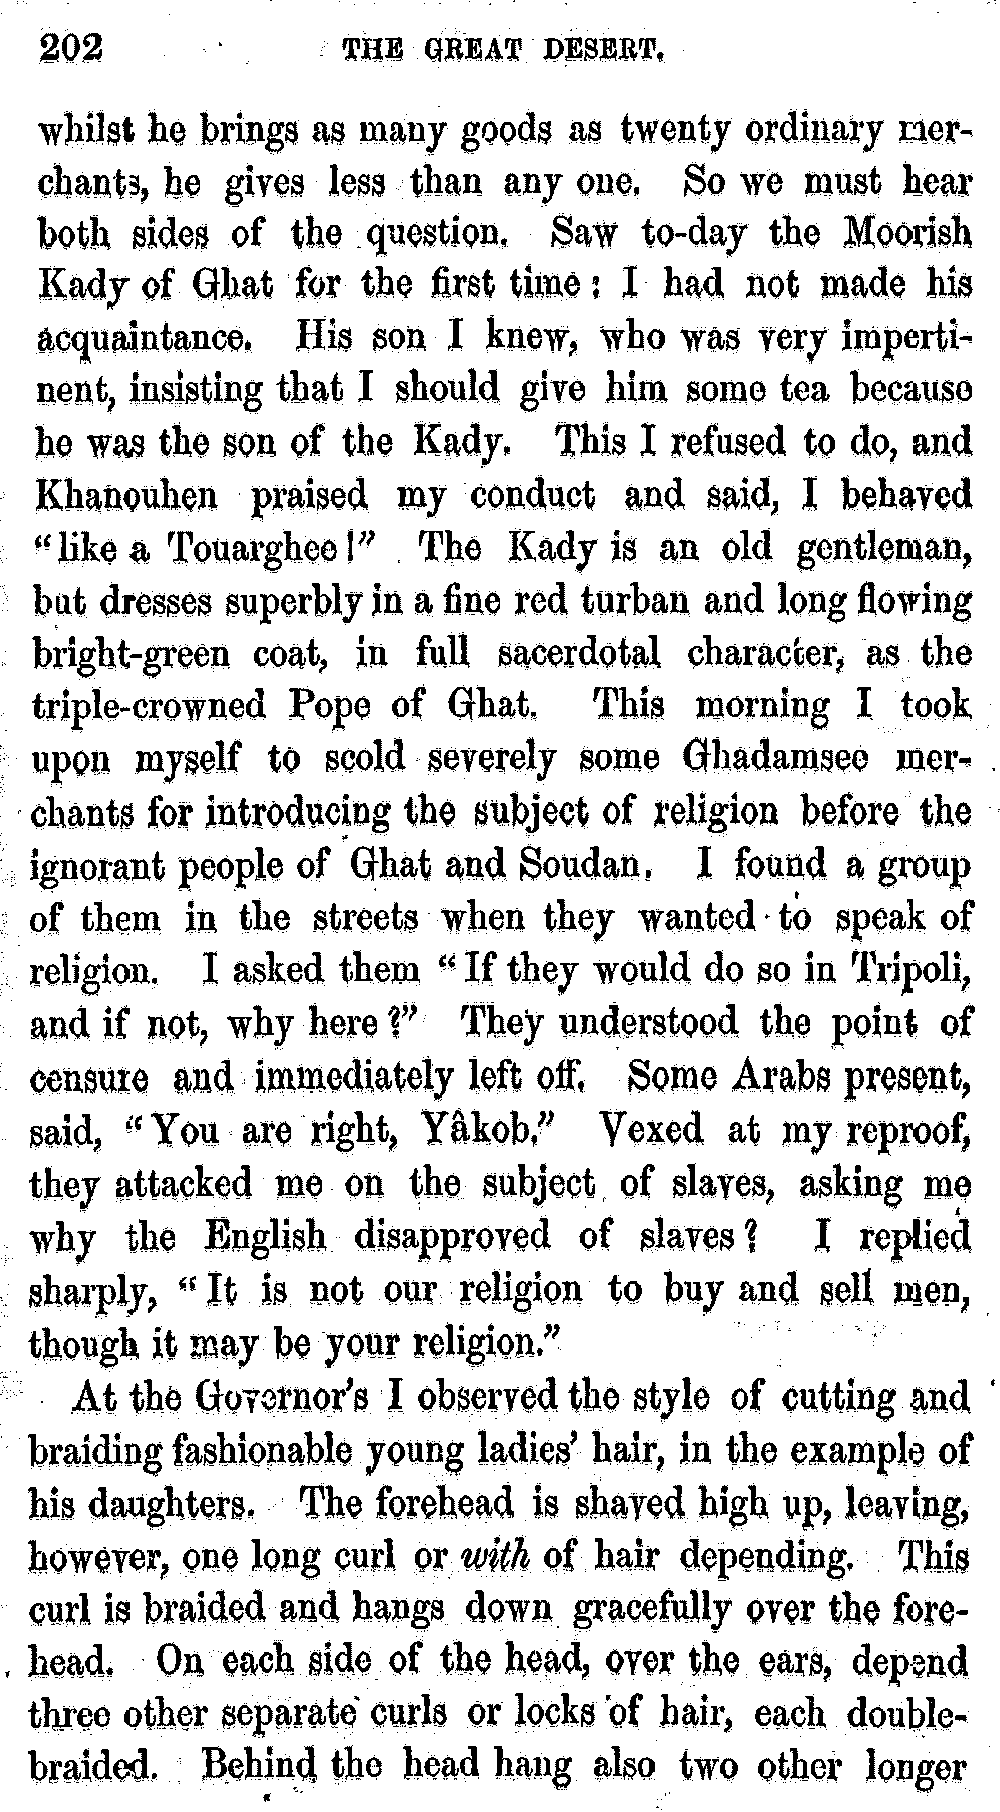 202 THE GREAT DESERT.
whilst he brings as many goods as twenty ordinary mer-
chants, he gives less than any one. So we must hear
both sides of the question. Saw to-day the Moorish
Kady of Ghat for the first time: I had not made his
acquaintance. His son I knew, who was very imperti-
nent, insisting that I should give him some tea because
he was the son of the Kady. This I refused to do, and
Khanouhen praised my conduct and said, I behaved
“like a Touarghee!” The Kady is an old gentleman,
but dresses superbly in a fine red turban and long flowing
bright-green coat, in full sacerdotal character, as the
triple-crowned Pope of Ghat. This morning I took
upon myself to scold severely some Ghadamsee mer-
chants for introducing the subject of religion before the
ignorant people of Ghat and Soudan. I found a group
of them in the streets when they wanted to speak of
religion. I asked them “If they would do so in Tripoli,
and if not, why here?” They understood the point of
censure and immediately left off. Some Arabs present,
said, “You are right, Yâkob.” Vexed at my reproof,
they attacked me on the subject of slaves, asking me
why the English disapproved of slaves? I replied
sharply, “It is not our religion to buy and sell men,
though it may be your religion.”
At the Governor's I observed the style of cutting and
braiding fashionable young ladies' hair, in the example of
his daughters. The forehead is shaved high up, leaving,
however, one long curl or with of hair depending. This
curl is braided and hangs down gracefully over the fore-
head. On each side of the head, over the ears, depend
three other separate curls or locks of hair, each double-
braided. Behind the head hang also two other longer